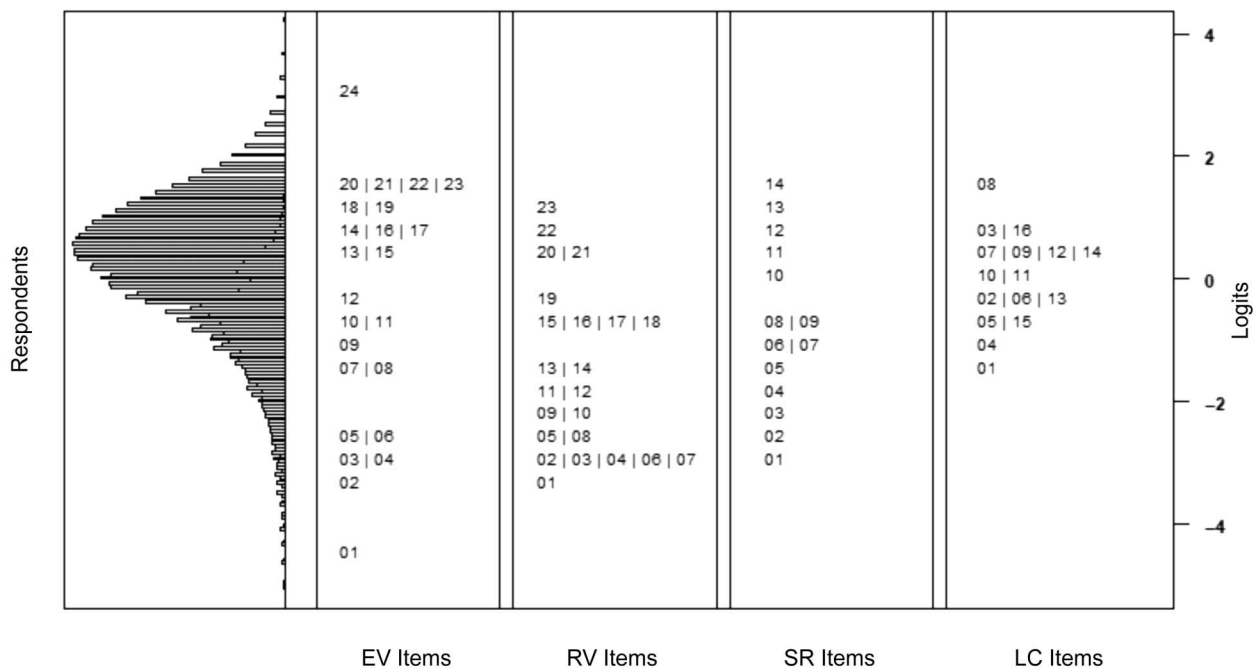 4
24
2
20 | 21 | 22 | 23 14 08
18 | 19 23 13
14 | 16 | 17 22 12 03 | 16
13 | 15 20 | 21 11 07 | 09 | 12 | 14
10 10 | 11 0
12 19 02 | 06 | 13
10 | 11 15 | 16 | 17 | 18 08 | 09 05 | 15
09 06 | 07 04
07 | 08 13 | 14 05 01
11 | 12 04
−2
09 | 10 03
05 | 06 05 | 08 02
03 | 04 02 | 03 | 04 | 06 | 07 01
02 01
−4
01
Respondents
Logits
EV Items RV Items SR Items LC Items